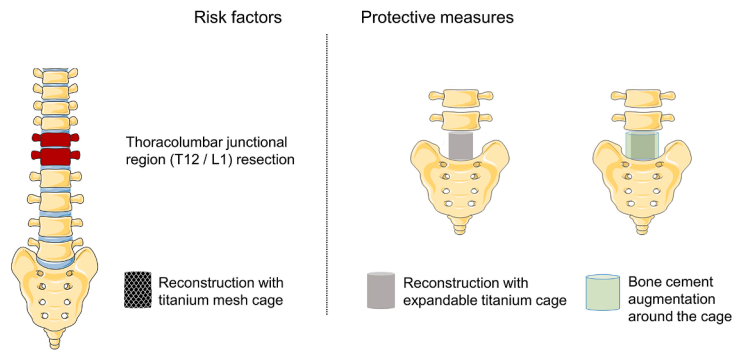 Risk factors
Protective measures
Thoracolumbar junctional
region (T12 / L1) resection
Reconstruction with
titanium mesh cage
Reconstruction with
expandable titanium cage
Bone cement
augmentation
around the cage